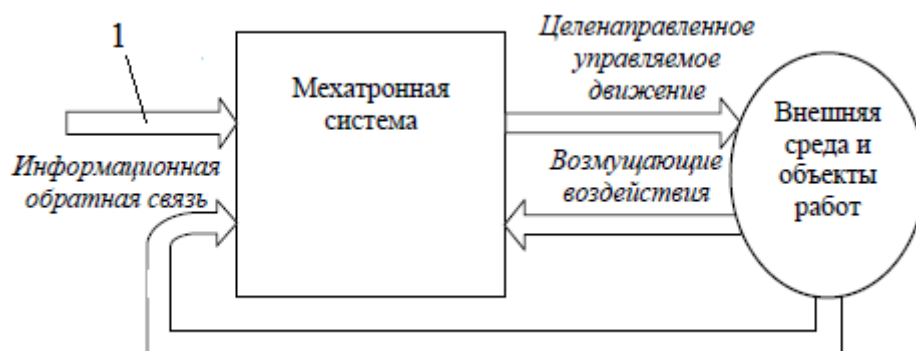 1
Мехатронная
система
Целенаправленное
управляемое
движение
Внешняя
среда и
объекты
работ
Информационная
обратная связь
Возмущающие
воздействия